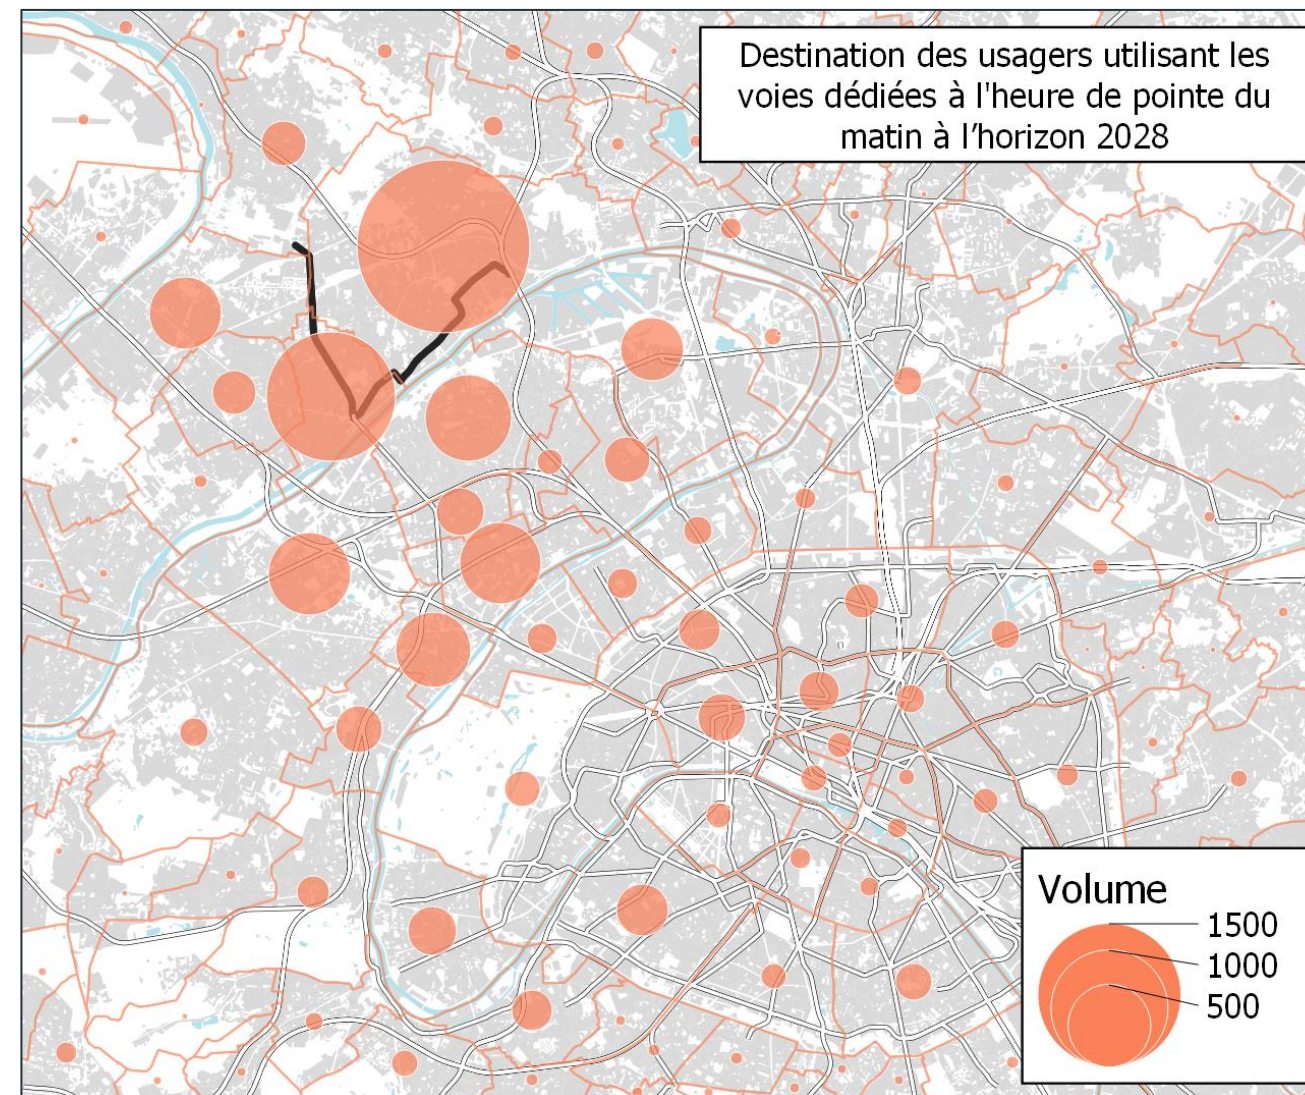 Destination des usagers utilisant les
voies dédiées à l'heure de pointe du
matin à l’horizon 2028
Volume
1500
1000
500